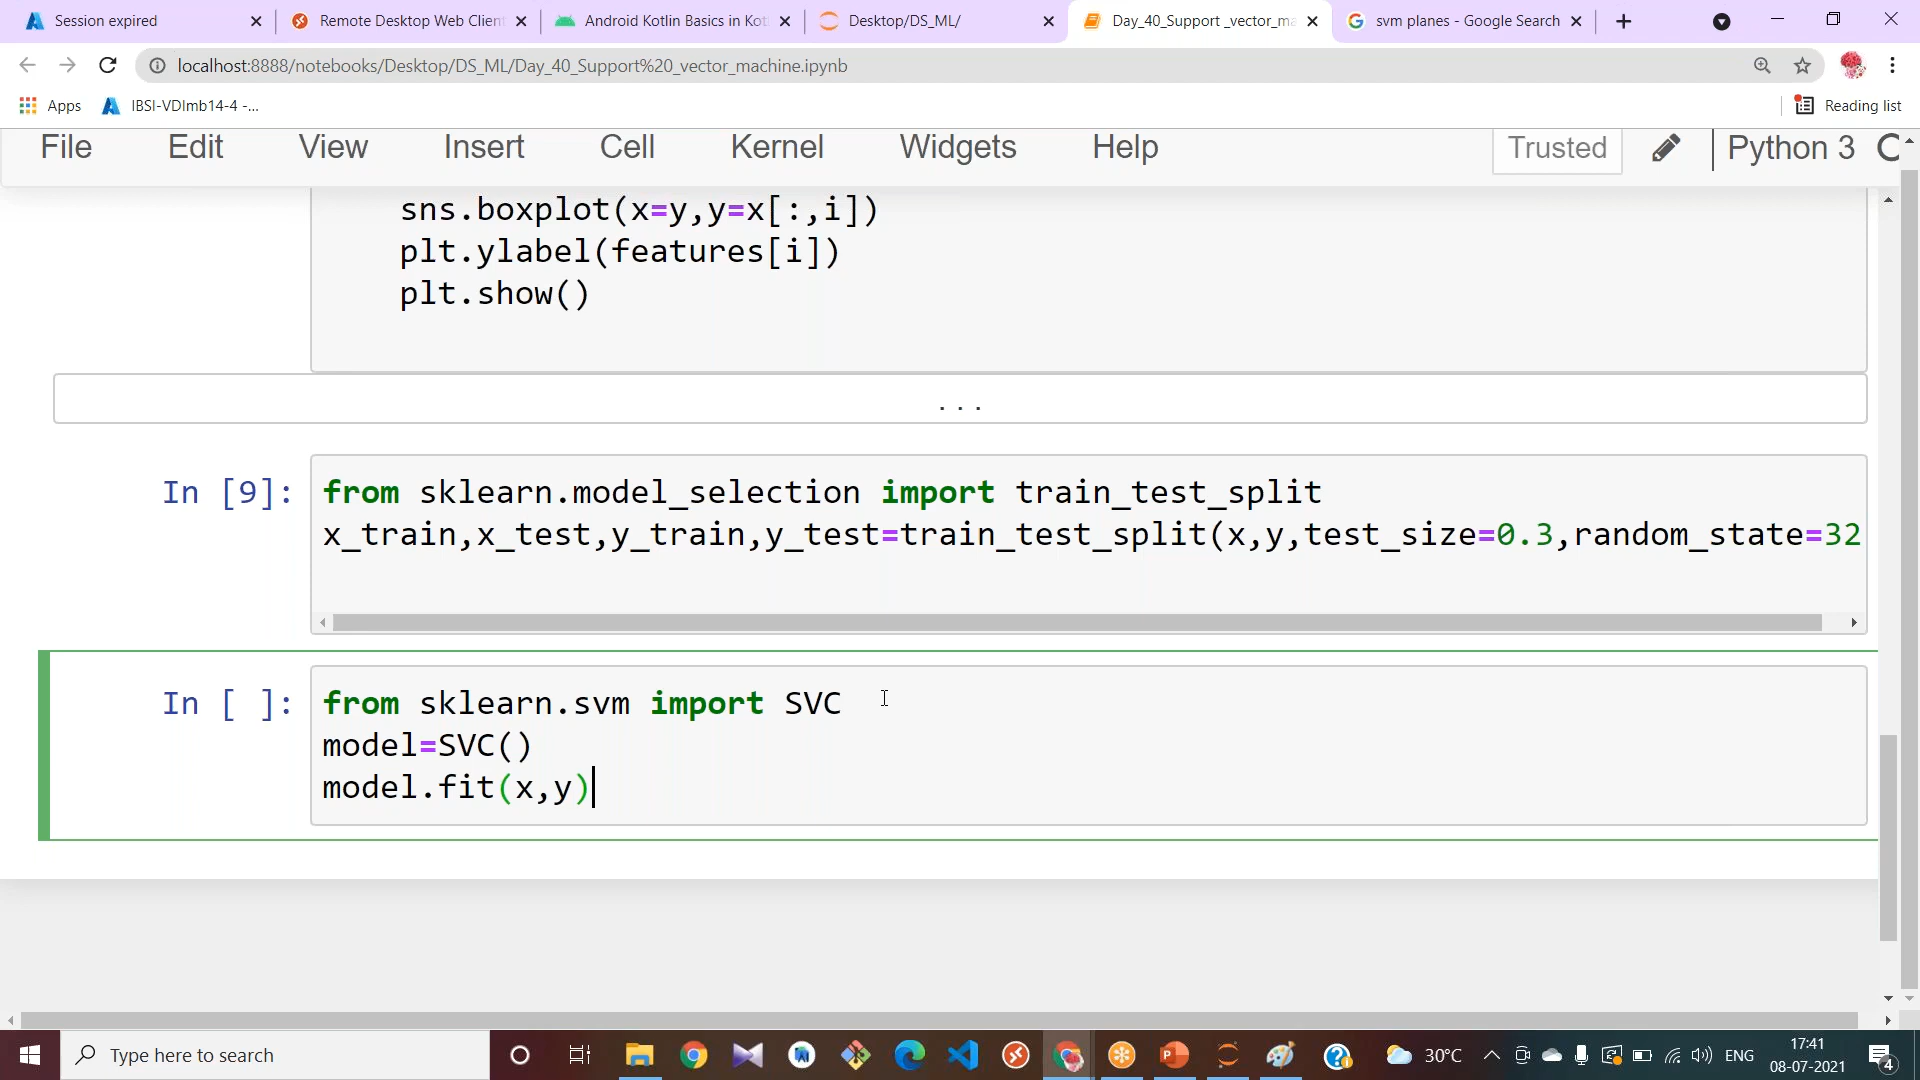 Session expired
Remote Desktop Web Clien
Android Kotlin Basics in Kot
Desktop/DS_ML/
Day_40_Support _vector_ma
svm planes - Google Search
localhost:8888/notebooks/Desktop/DS_ML/Day_40_Support%20_vector_machine.ipynb
Apps
IBSI-VDImb14-4 -...
Reading list
File Edit View Insert Cell Kernel Widgets Help
Trusted
Python 3
sns.boxplot(x=y,y=x[:,i])
plt.ylabel(features[i])
plt.show()
...
In [9]:
from sklearn.model_selection import train_test_split
x_train,x_test,y_train,y_test=train_test_split(x,y,test_size=0.3,random_state=32
In [ ]:
from sklearn.svm import SVC
model=SVC()
model.fit(x,y)
Type here to search
30°C
ENG
17:41
08-07-2021
4